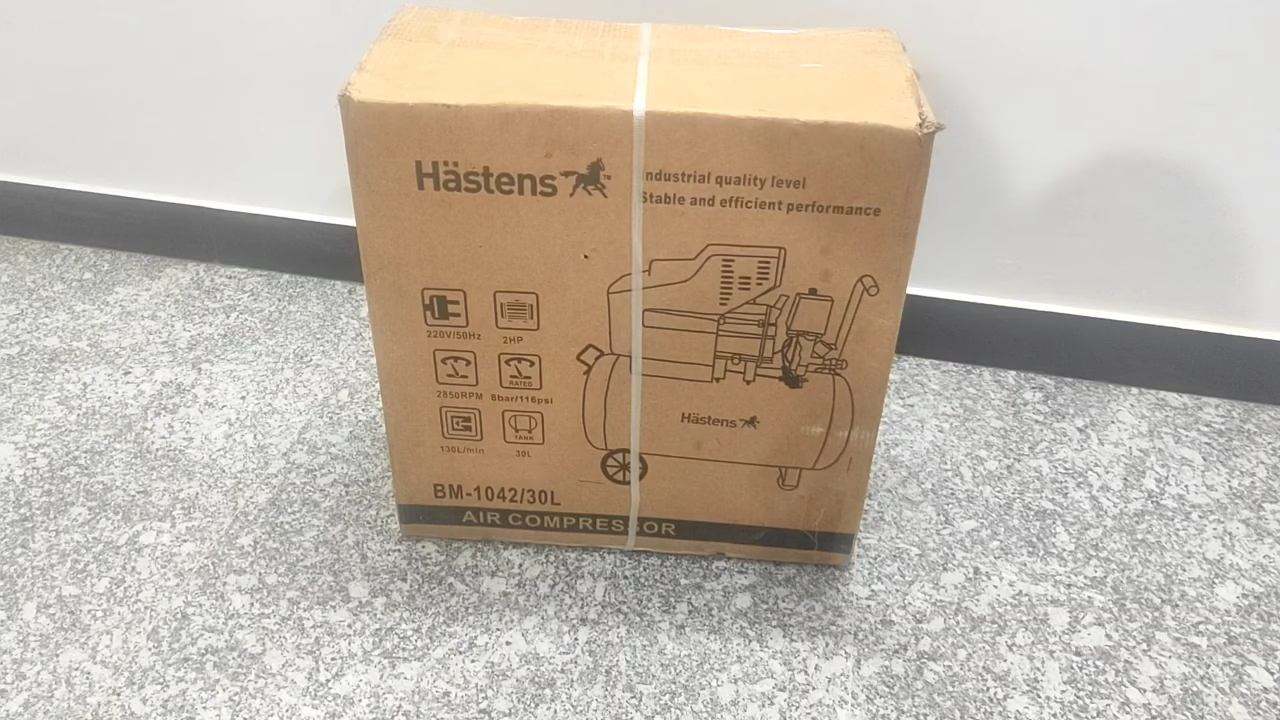 Hästens
TM
Industrial quality level
Stable and efficient performance
220V/50Hz
2HP
2850RPM
RATED
8bar/116psi
130L/min
TANK
30L
Hästens
BM-1042/30L
AIR COMPRESSOR